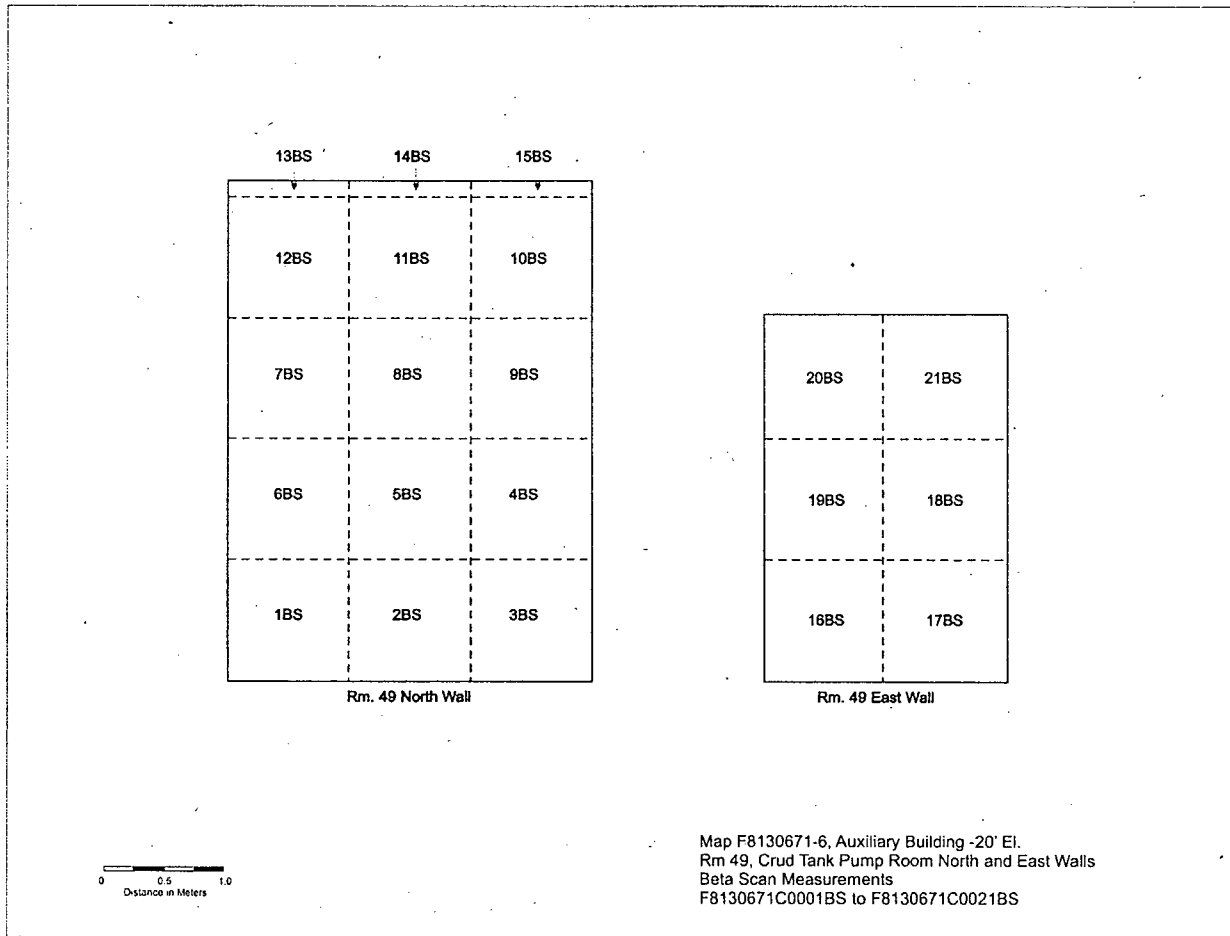 13BS 14BS 15BS
12BS 11BS 10BS
7BS 8BS 9BS
20BS 21BS
6BS 5BS 4BS
19BS 18BS
1BS 2BS 3BS
16BS 17BS
Rm. 49 North Wall
Rm. 49 East Wall
0 0.5 1.0
Distance in Meters
Map F8130671-6, Auxiliary Building -20' El.
Rm 49, Crud Tank Pump Room North and East Walls
Beta Scan Measurements
F8130671C0001BS to F8130671C0021BS